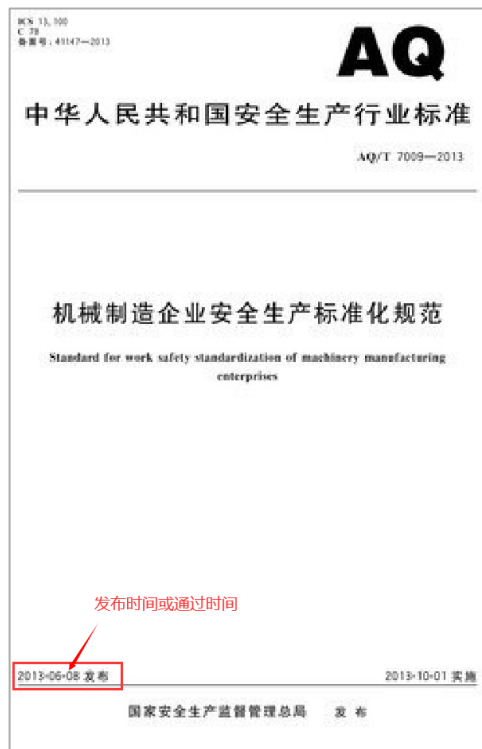 ICS 13.100
C 78
备案号：41147—2013
AQ
中华人民共和国安全生产行业标准
AQ/T 7009—2013
机械制造企业安全生产标准化规范
Standard for work safety standardization of machinery manufacturing
enterprises
发布时间或通过时间
2013-06-08 发布
2013-10-01 实施
国家安全生产监督管理总局 发布